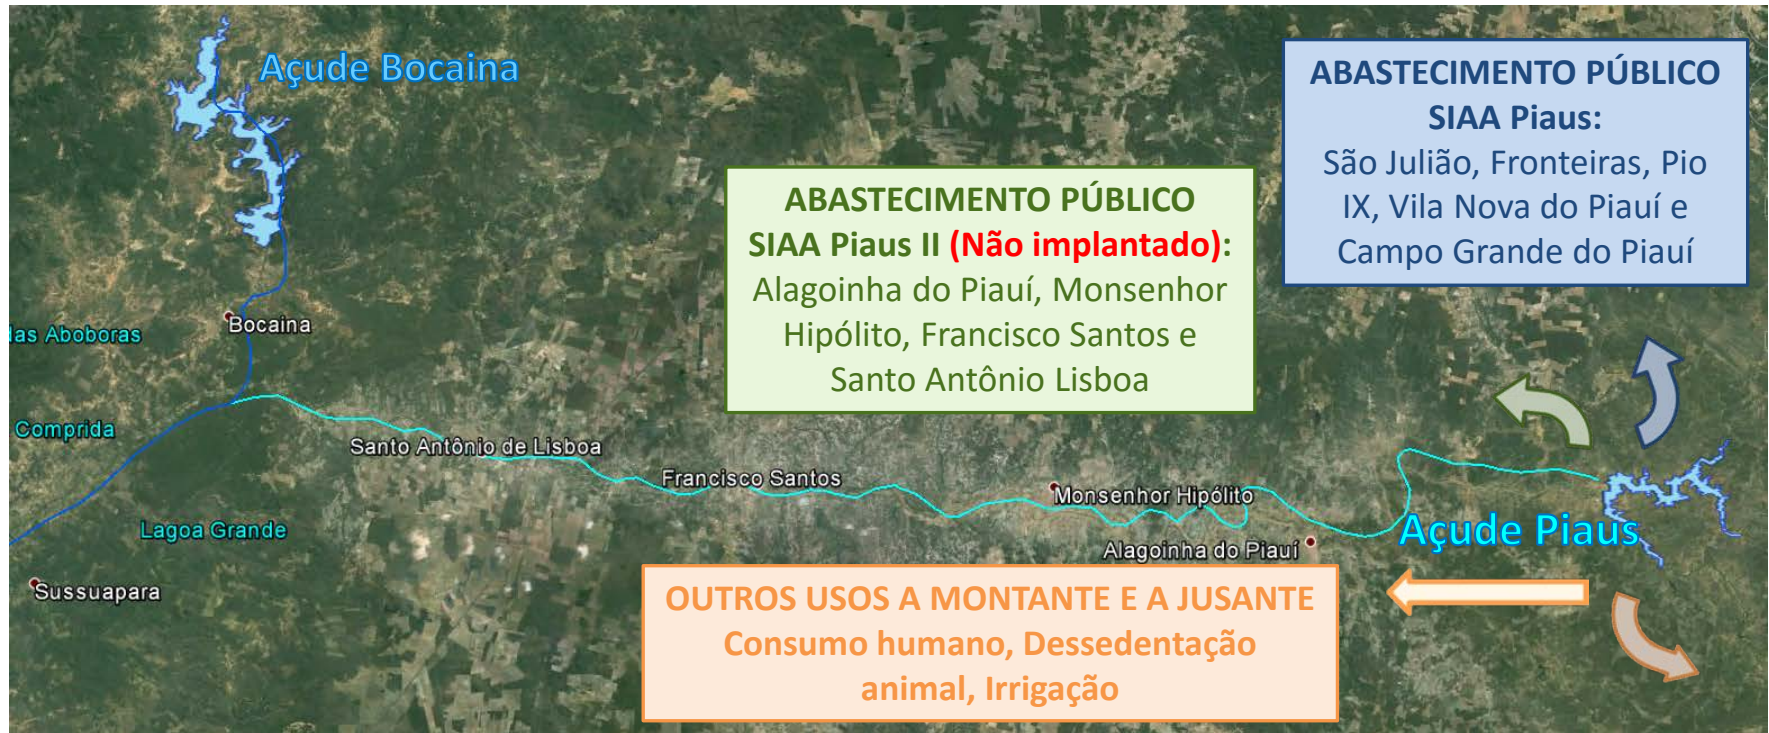 Açude Bocaina
ABASTECIMENTO PÚBLICO
SIAA Piaus:
São Julião, Fronteiras, Pio
IX, Vila Nova do Piauí e
Campo Grande do Piauí
ABASTECIMENTO PÚBLICO
SIAA Piaus II (Não implantado):
Alagoinha do Piauí, Monsenhor
Hipólito, Francisco Santos e
Santo Antônio Lisboa
Bocaina
das Aboboras
Comprida
Santo Antônio de Lisboa
Francisco Santos
Monsenhor Hipólito
Lagoa Grande
Açude Piaus
Alagoinha do Piauí
Sussuapara
OUTROS USOS A MONTANTE E A JUSANTE
Consumo humano, Dessedentação
animal, Irrigação